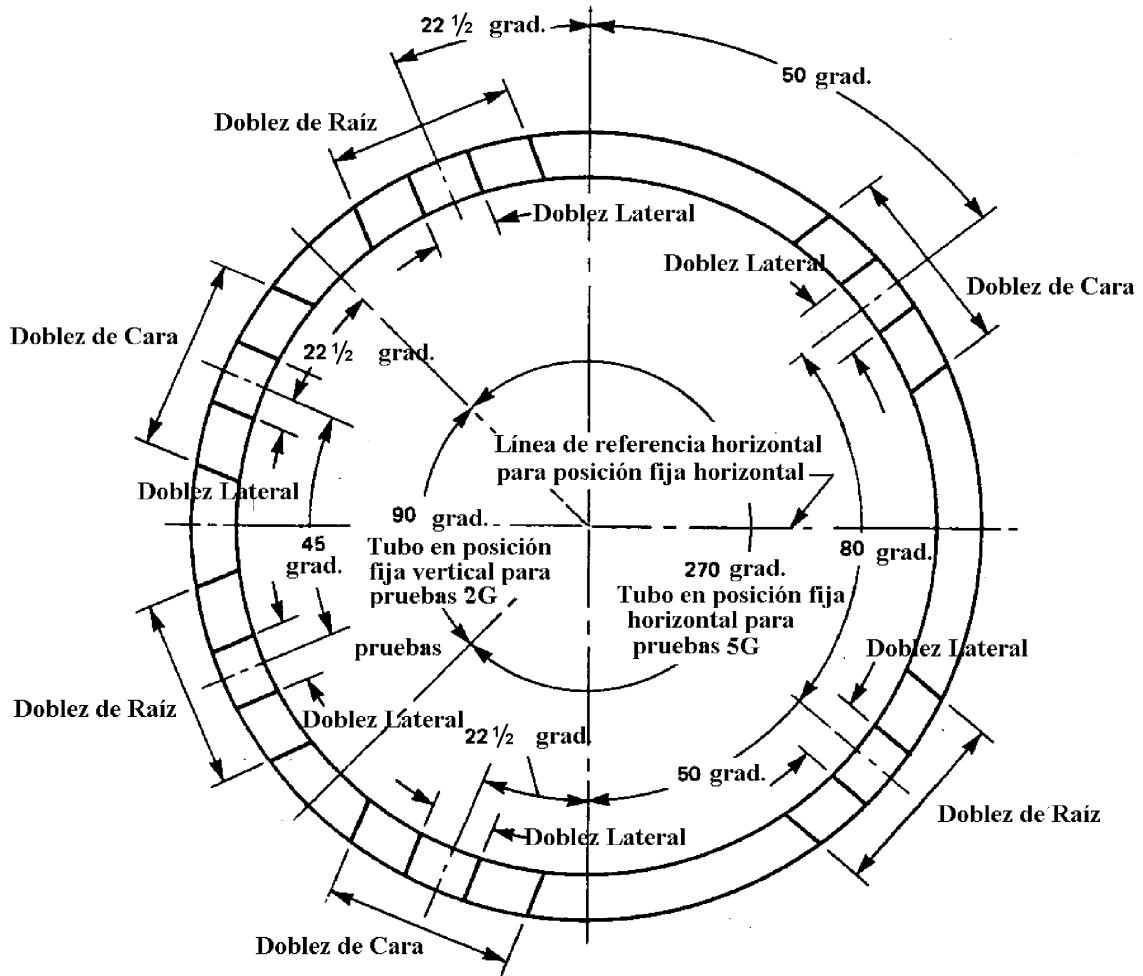 22 ½ grad.
50 grad.
Doblez de Raíz
Doblez Lateral
Doblez Lateral
Doblez de Cara
Doblez de Cara
22 ½ grad.
Línea de referencia horizontal
para posición fija horizontal
Doblez Lateral
90 grad.
Tubo en posición
fija vertical para
pruebas 2G
pruebas
45
grad.
270 grad.
Tubo en posición fija
horizontal para
pruebas 5G
80 grad.
Doblez Lateral
Doblez de Raíz
Doblez Lateral
22 ½ grad.
50 grad.
Doblez de Raíz
Doblez Lateral
Doblez de Cara